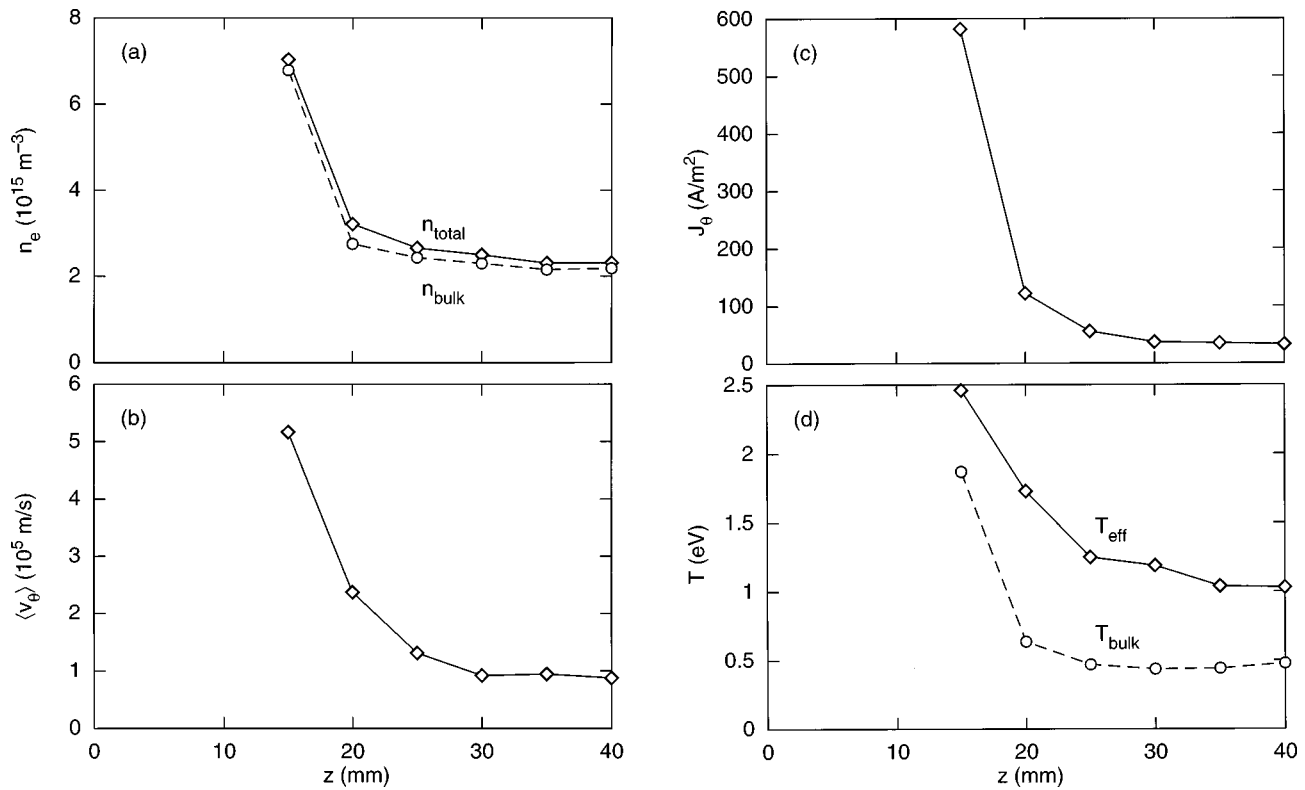 (a)
8
6
4
2
0
n_e (10^15 m^−3)
n_total
n_bulk
(b)
6
5
4
3
2
1
0
⟨v_θ⟩ (10^5 m/s)
0 10 20 30 40
z (mm)
(c)
600
500
400
300
200
100
0
J_θ (A/m^2)
(d)
2.5
2
1.5
1
0.5
0
T (eV)
T_eff
T_bulk
0 10 20 30 40
z (mm)